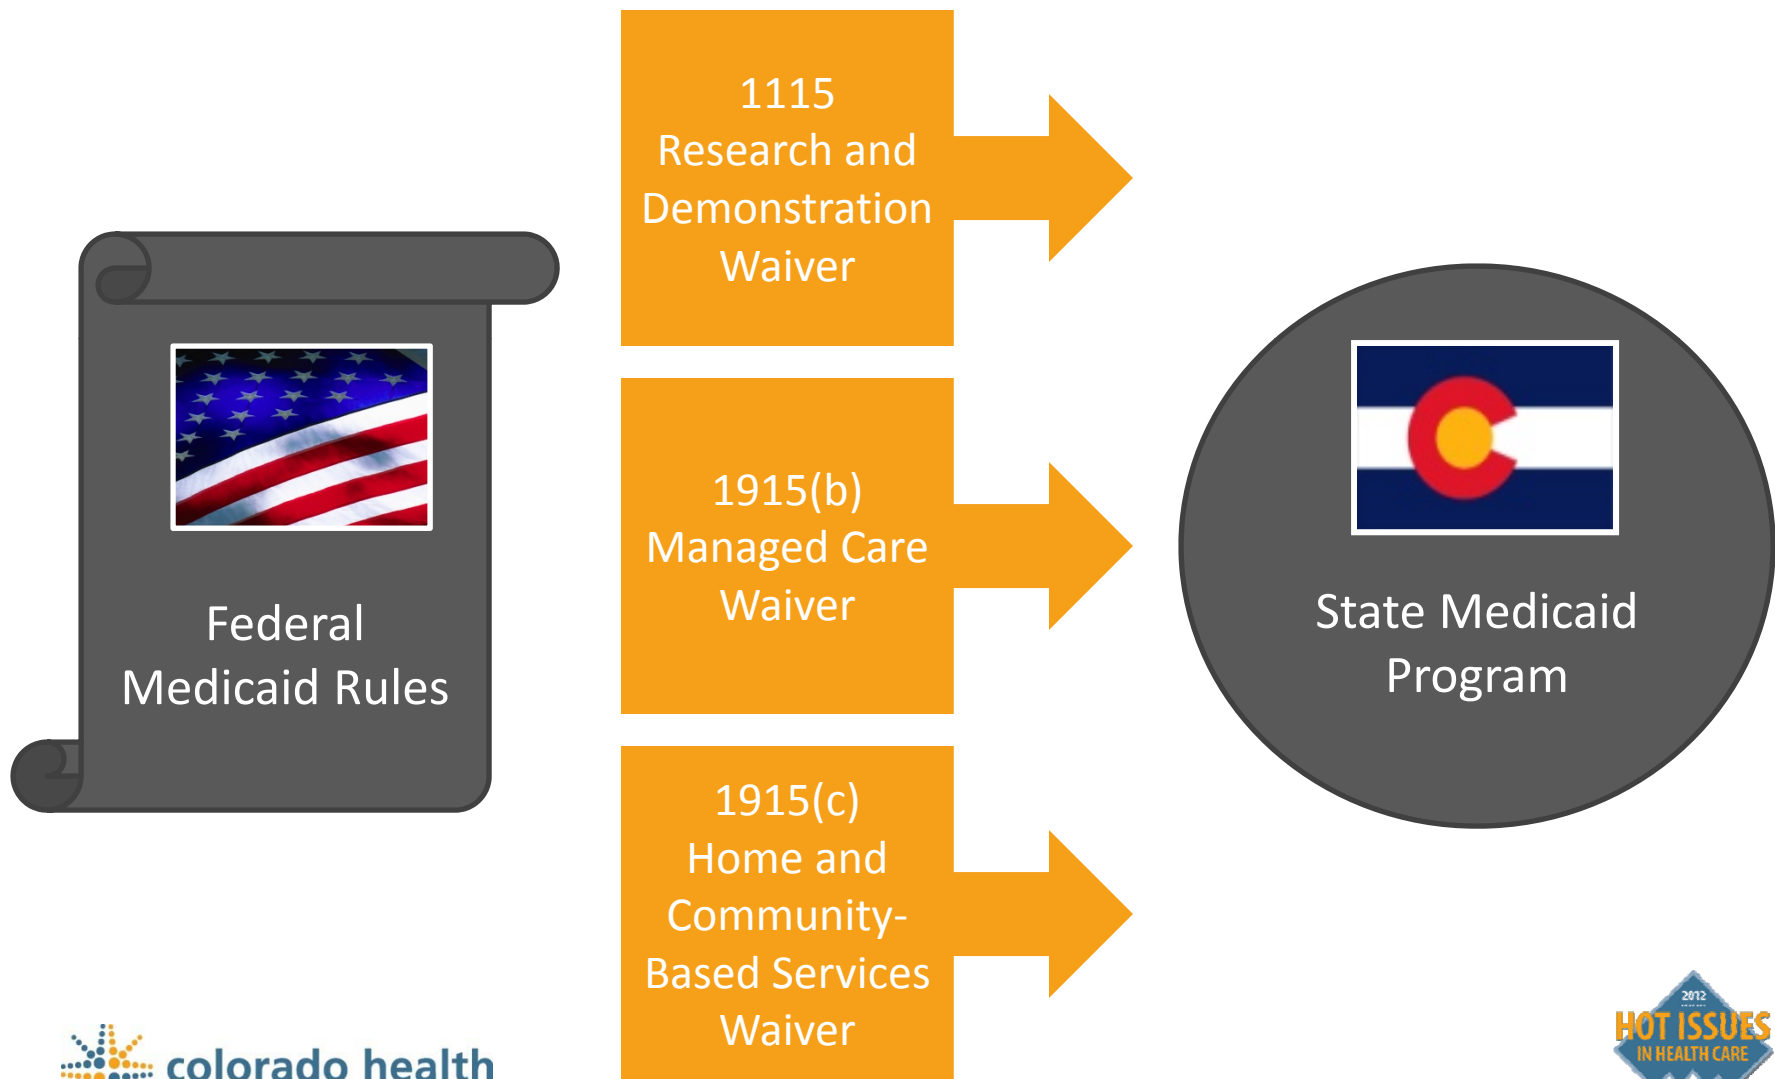 Federal
Medicaid Rules
1115
Research and
Demonstration
Waiver
1915(b)
Managed Care
Waiver
1915(c)
Home and
Community-
Based Services
Waiver
State Medicaid
Program
colorado health
2012
HOT ISSUES
IN HEALTH CARE